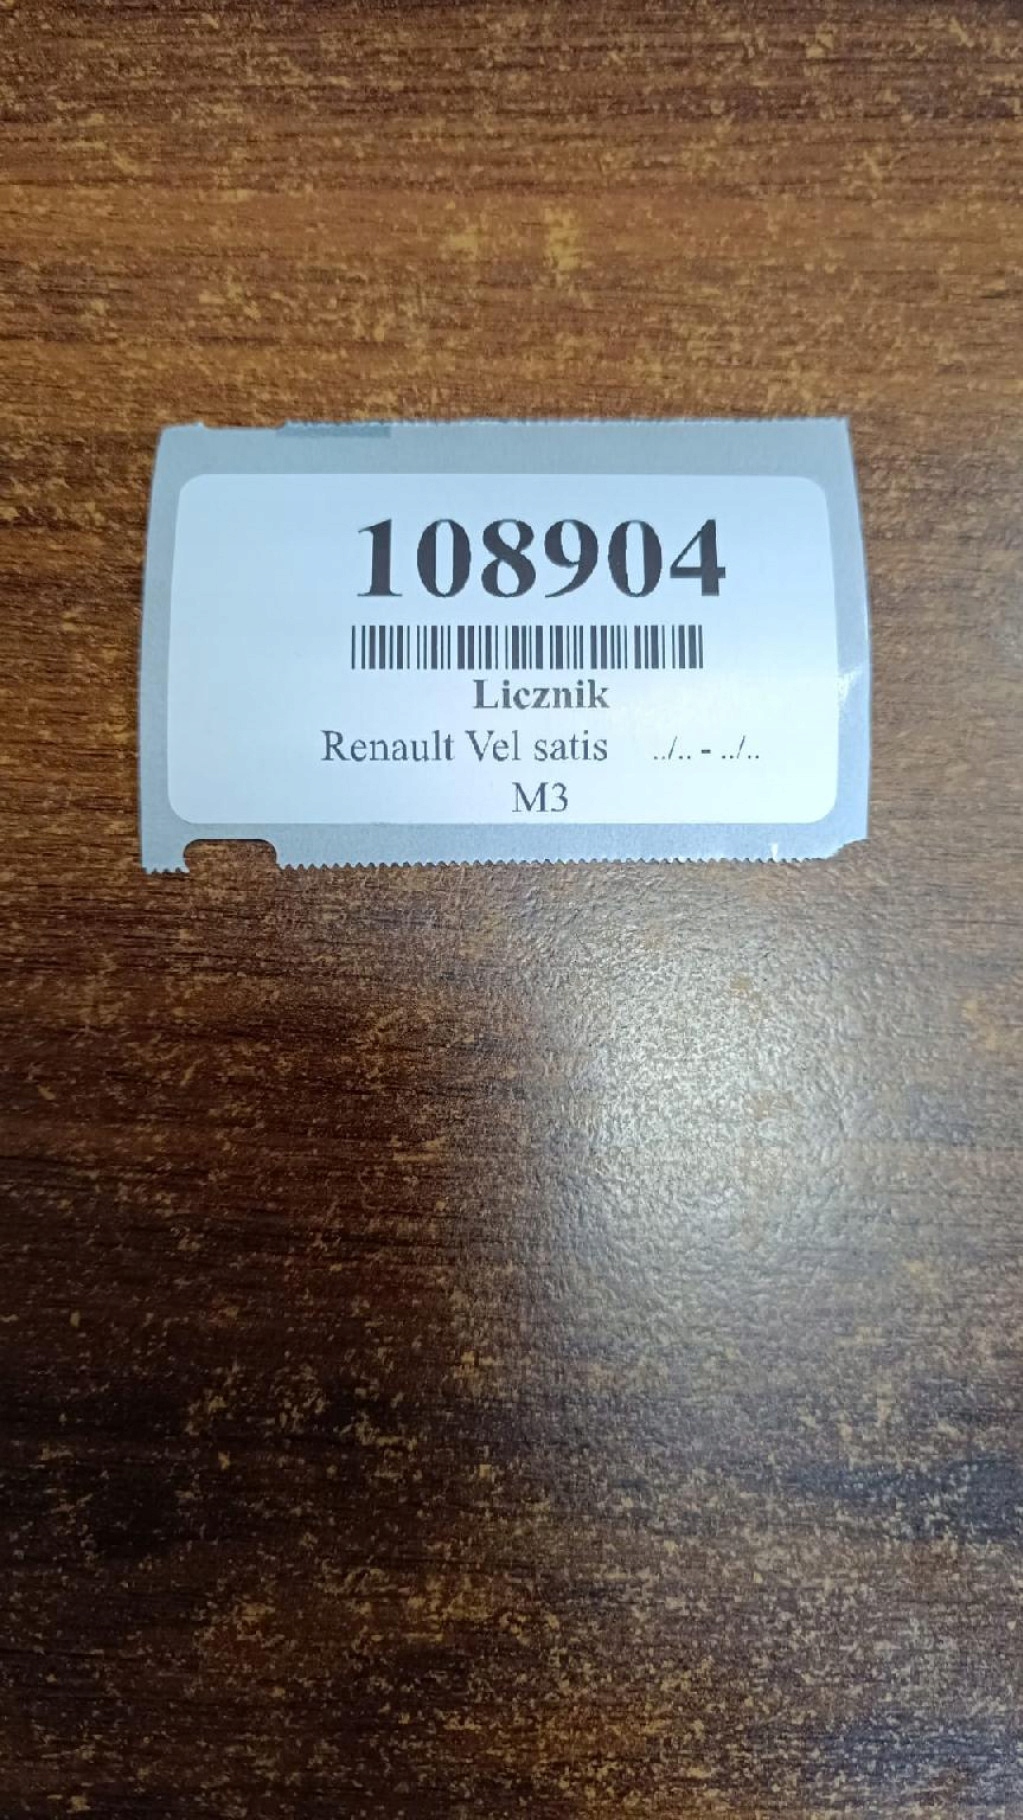 108904
Licznik
Renault Vel satis ../.. - ../..
M3